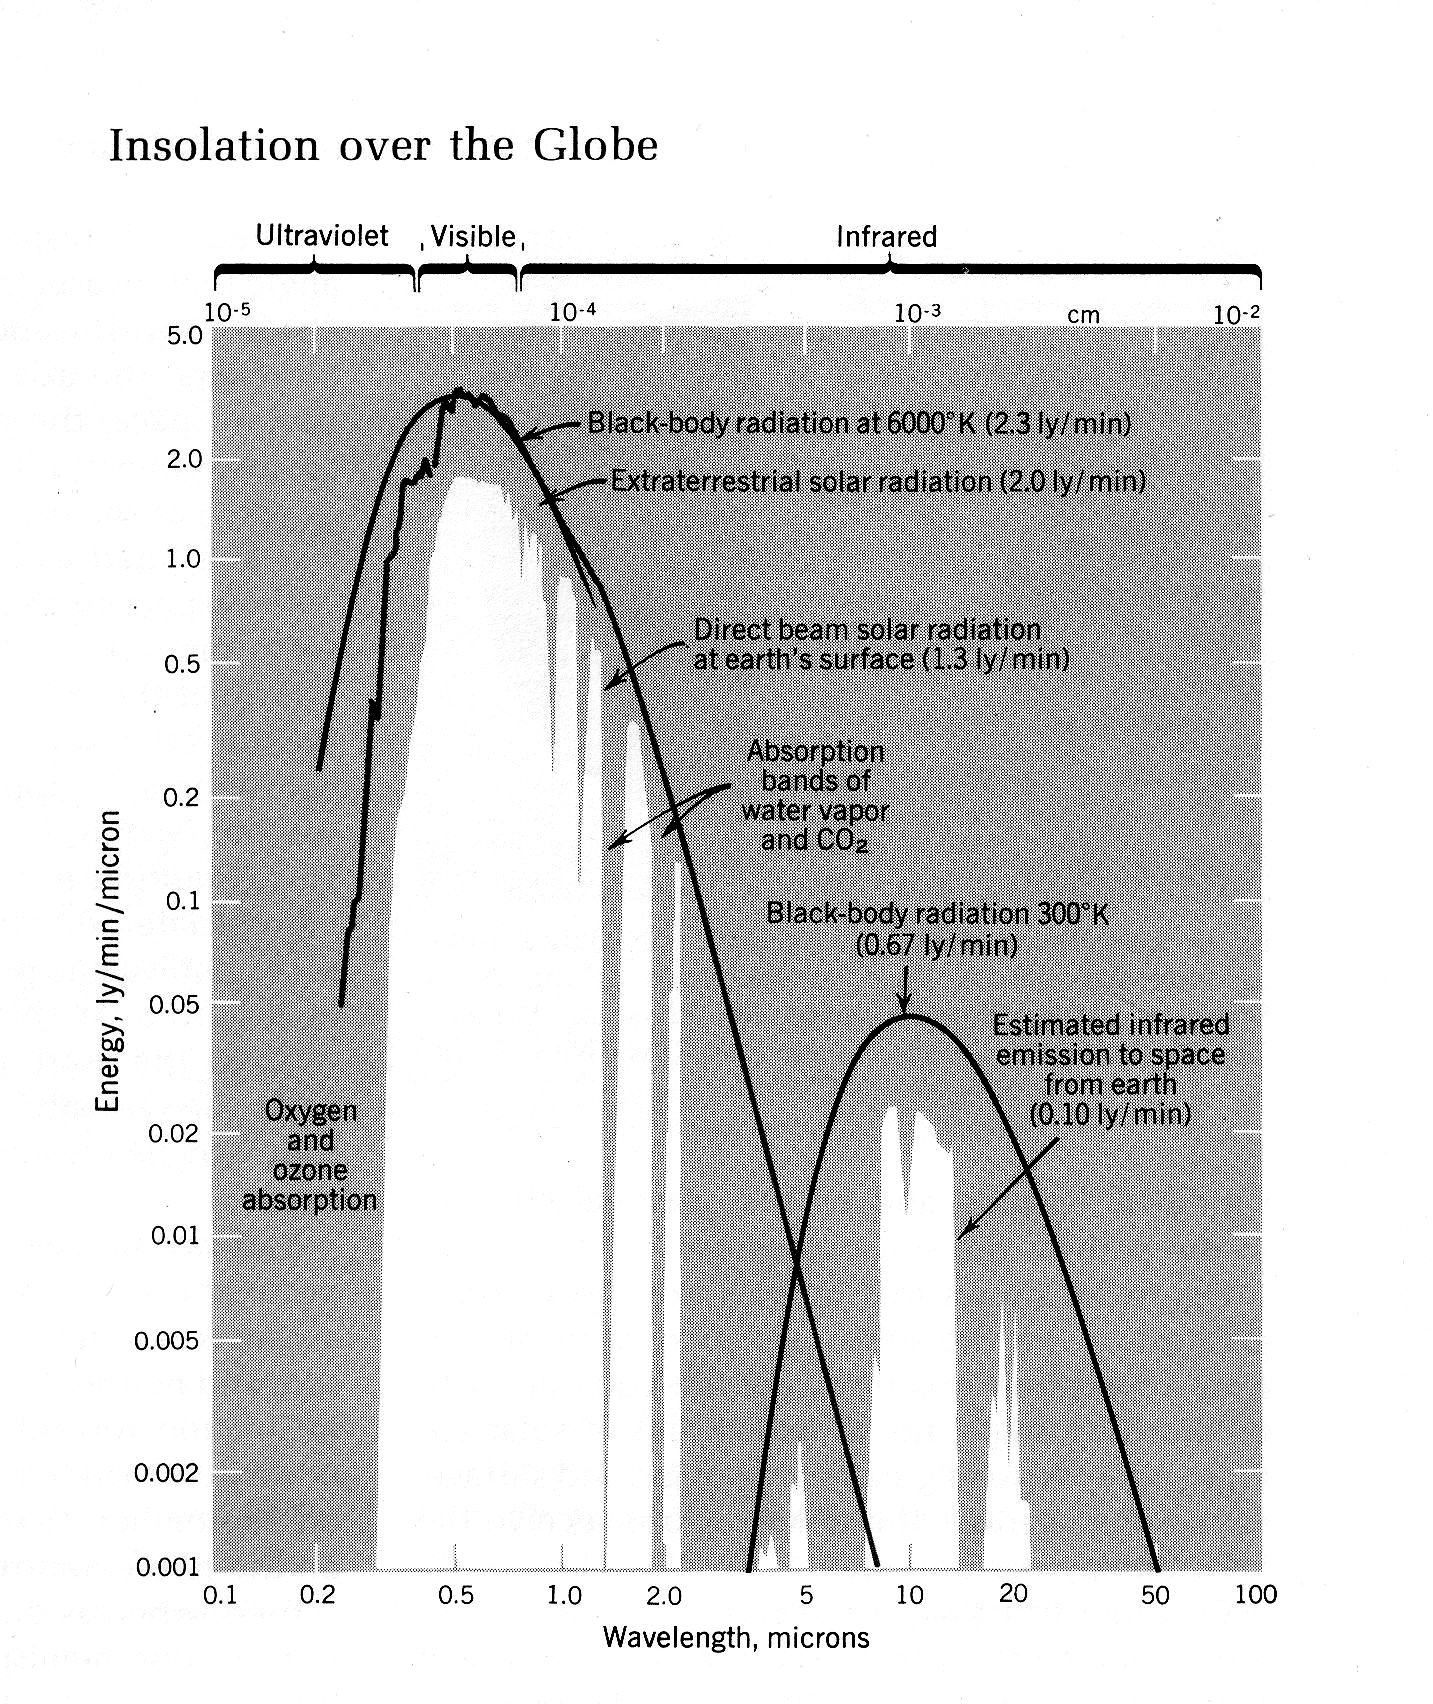 Insolation over the Globe
Ultraviolet
Visible
Infrared
10-5
10-4
10-3
cm
10-2
5.0
2.0
1.0
0.5
0.2
0.1
0.05
0.02
0.01
0.005
0.002
0.001
Energy, ly/min/micron
Black-body radiation at 6000°K (2.3 ly/min)
Extraterrestrial solar radiation (2.0 ly/min)
Direct beam solar radiation
at earth's surface (1.3 ly/min)
Absorption
bands of
water vapor
and CO2
Black-body radiation 300°K
(0.67 ly/min)
Estimated infrared
emission to space
from earth
(0.10 ly/min)
Oxygen
and
ozone
absorption
0.1
0.2
0.5
1.0
2.0
5
10
20
50
100
Wavelength, microns